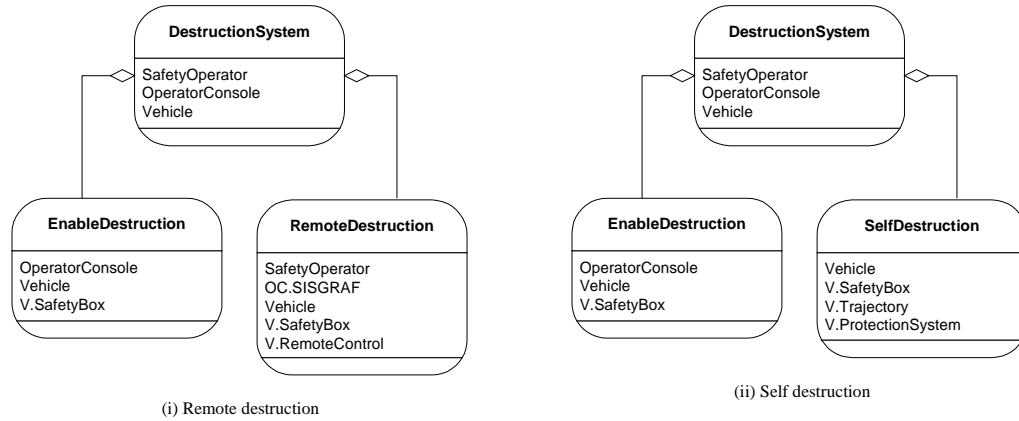 DestructionSystem
SafetyOperator
OperatorConsole
Vehicle
EnableDestruction
OperatorConsole
Vehicle
V.SafetyBox
RemoteDestruction
SafetyOperator
OC.SISGRAF
Vehicle
V.SafetyBox
V.RemoteControl
(i) Remote destruction
DestructionSystem
SafetyOperator
OperatorConsole
Vehicle
EnableDestruction
OperatorConsole
Vehicle
V.SafetyBox
SelfDestruction
Vehicle
V.SafetyBox
V.Trajectory
V.ProtectionSystem
(ii) Self destruction